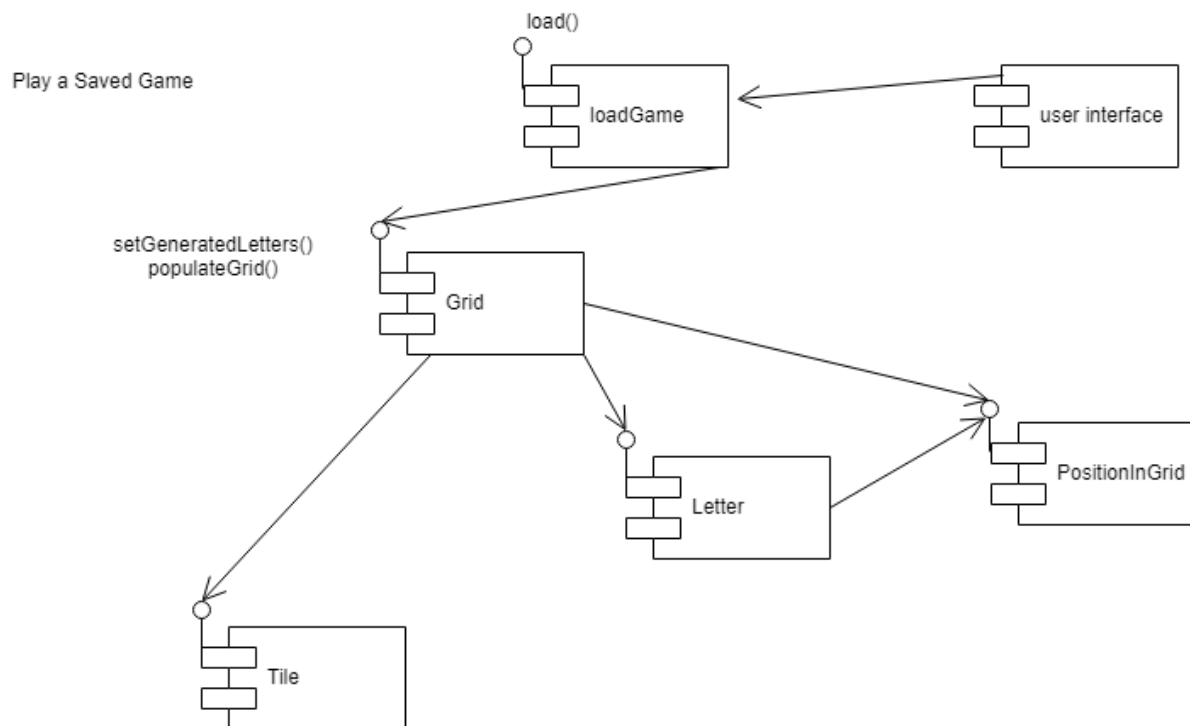 load()
Play a Saved Game
loadGame
user interface
setGeneratedLetters()
populateGrid()
Grid
PositionInGrid
Letter
Tile